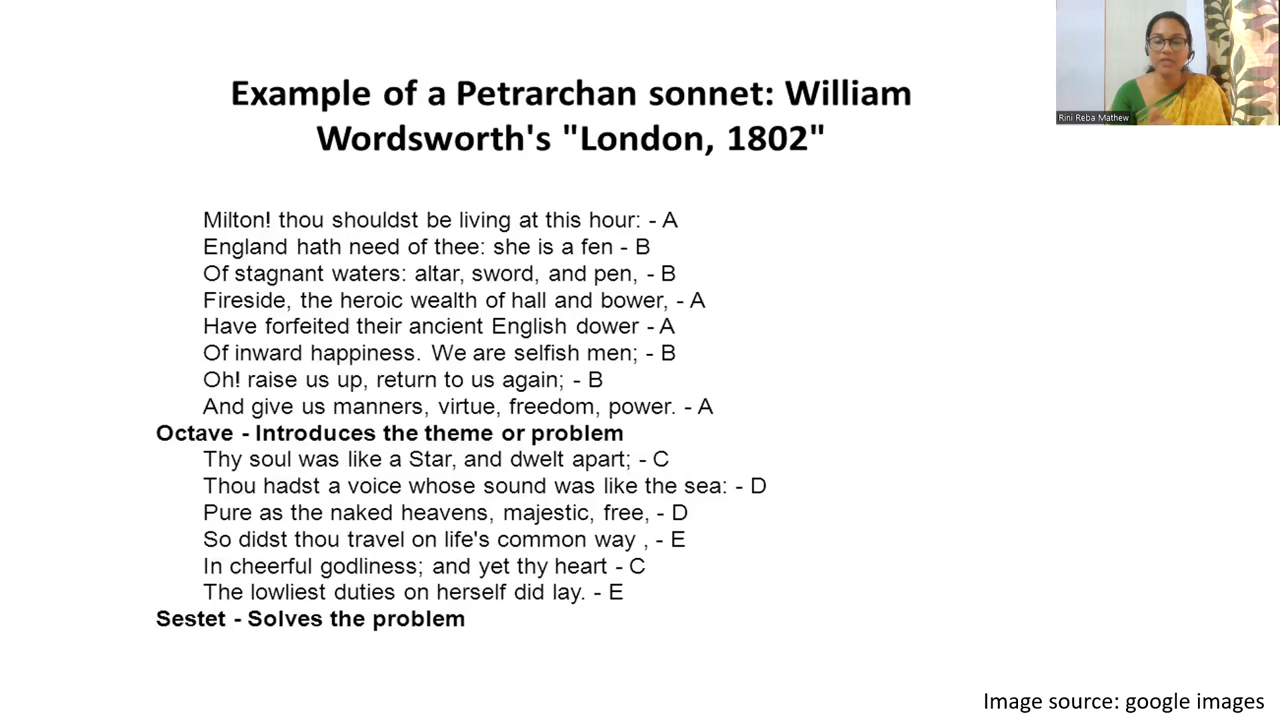 Example of a Petrarchan sonnet: William
Wordsworth's "London, 1802"
Rini Reba Mathew
Milton! thou shouldst be living at this hour: - A
England hath need of thee: she is a fen - B
Of stagnant waters: altar, sword, and pen, - B
Fireside, the heroic wealth of hall and bower, - A
Have forfeited their ancient English dower - A
Of inward happiness. We are selfish men; - B
Oh! raise us up, return to us again; - B
And give us manners, virtue, freedom, power. - A
Octave - Introduces the theme or problem
Thy soul was like a Star, and dwelt apart; - C
Thou hadst a voice whose sound was like the sea: - D
Pure as the naked heavens, majestic, free, - D
So didst thou travel on life's common way , - E
In cheerful godliness; and yet thy heart - C
The lowliest duties on herself did lay. - E
Sestet - Solves the problem
Image source: google images